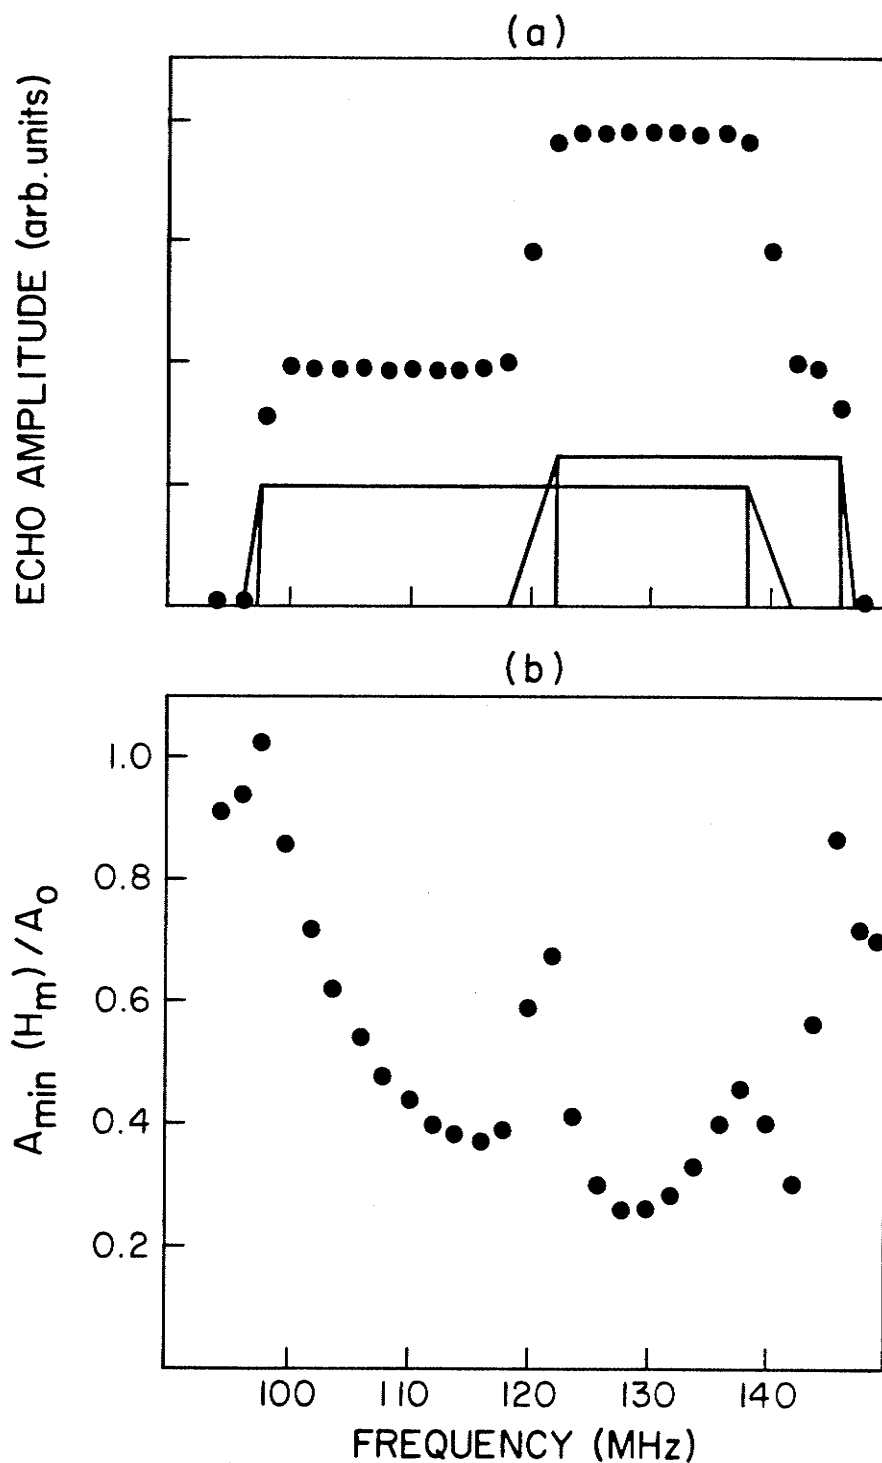 (a)
ECHO AMPLITUDE (arb. units)
(b)
1.0
0.8
0.6
0.4
0.2
Amin (Hm) / Ao
100 110 120 130 140
FREQUENCY (MHz)